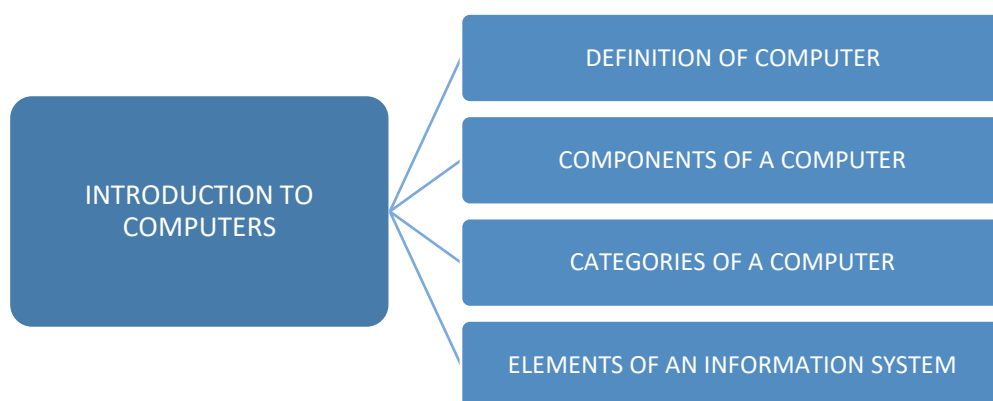 INTRODUCTION TO
COMPUTERS
DEFINITION OF COMPUTER
COMPONENTS OF A COMPUTER
CATEGORIES OF A COMPUTER
ELEMENTS OF AN INFORMATION SYSTEM